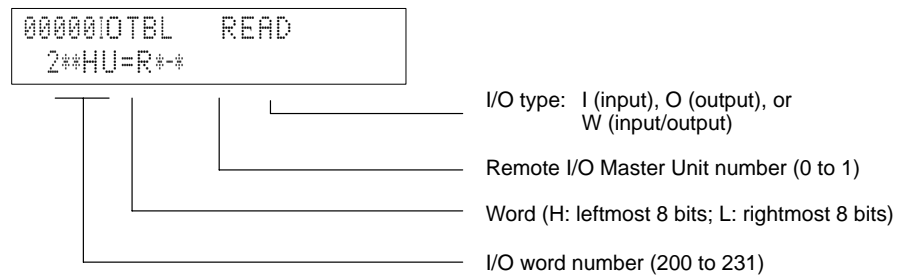 00000IOTBL READ
2**HU=R*-*
I/O type: I (input), O (output), or
W (input/output)
Remote I/O Master Unit number (0 to 1)
Word (H: leftmost 8 bits; L: rightmost 8 bits)
I/O word number (200 to 231)